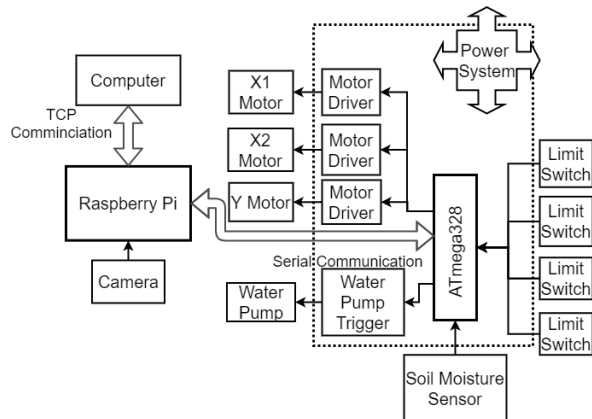 Power
System
Computer
X1
Motor
Motor
Driver
TCP
Comminciation
X2
Motor
Motor
Driver
Limit
Switch
Raspberry Pi
Y Motor
Motor
Driver
ATmega328
Limit
Switch
Serial Communication
Camera
Water
Pump
Water
Pump
Trigger
Limit
Switch
Limit
Switch
Soil Moisture
Sensor